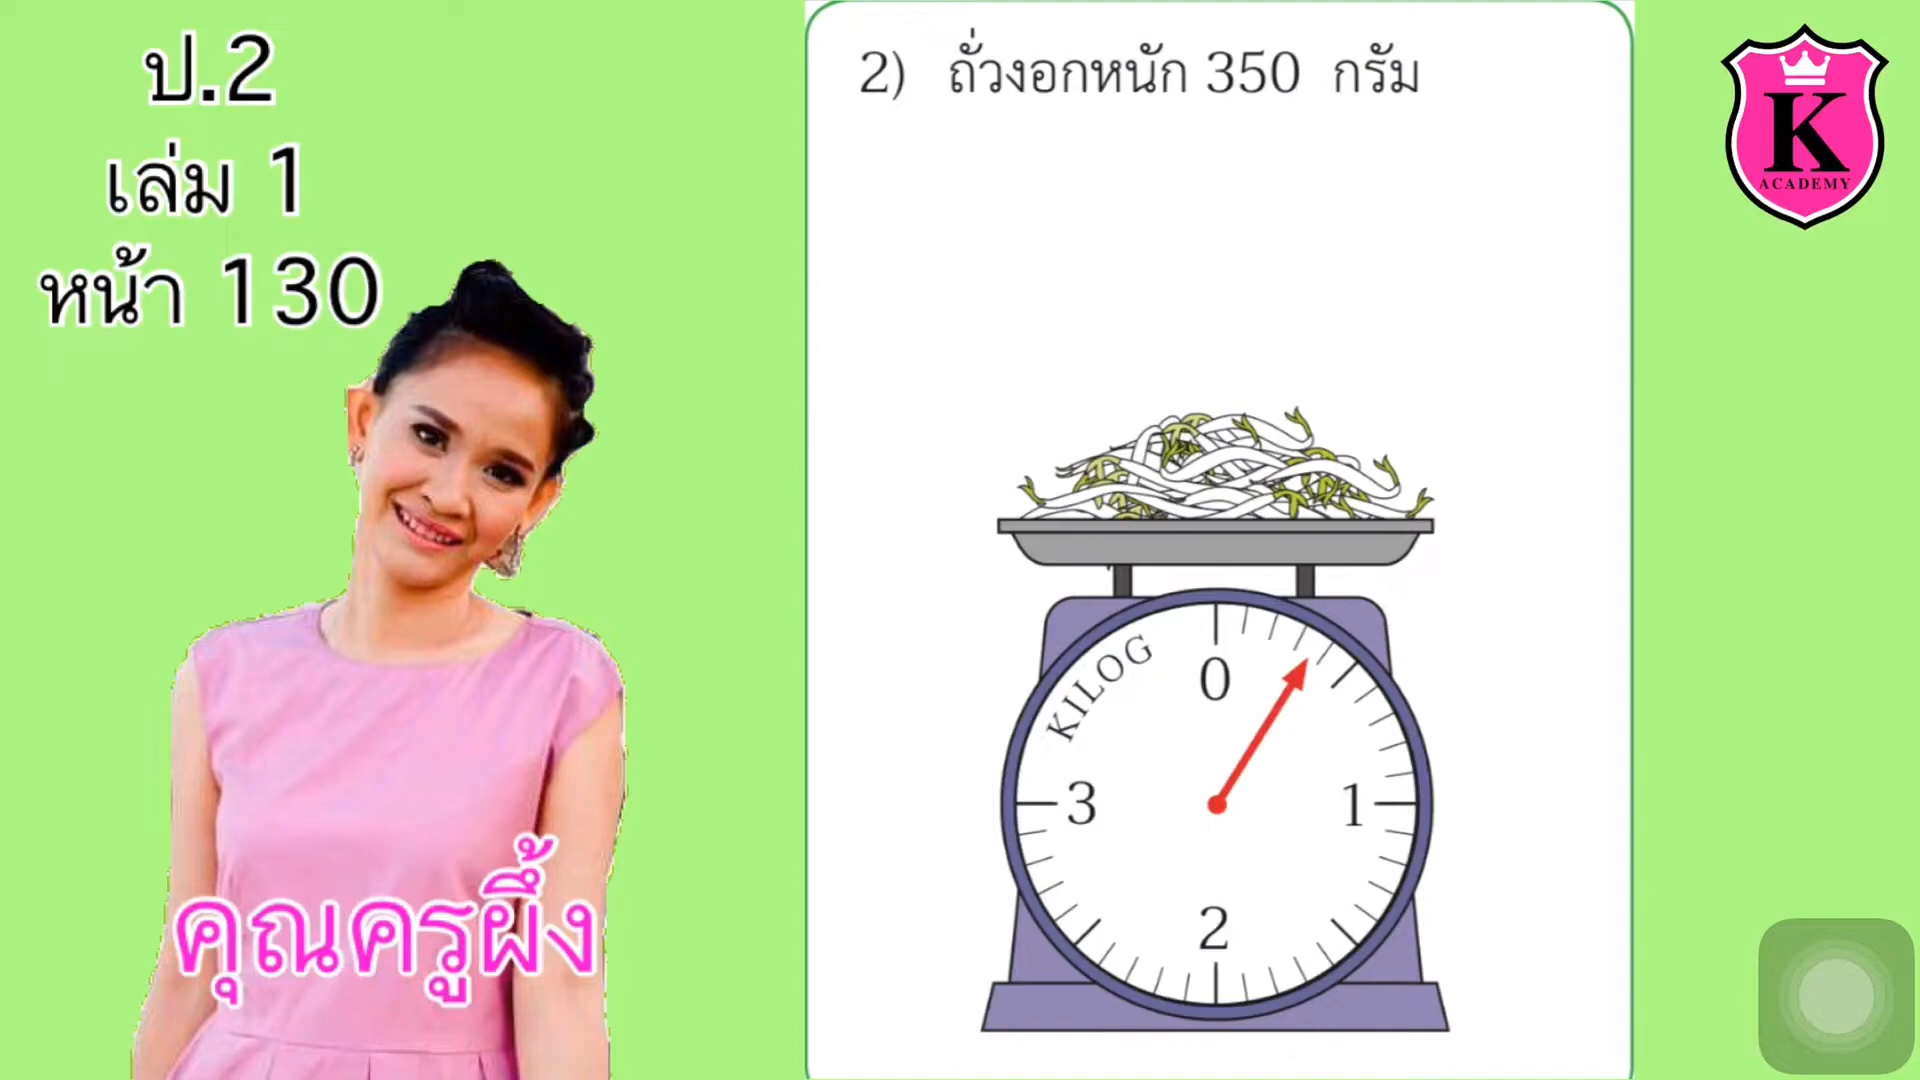 ป.2
เล่ม 1
หน้า 130
คุณครูผึ้ง
2) ถั่วงอกหนัก 350 กรัม
KILOG
0
1
2
3
K
ACADEMY